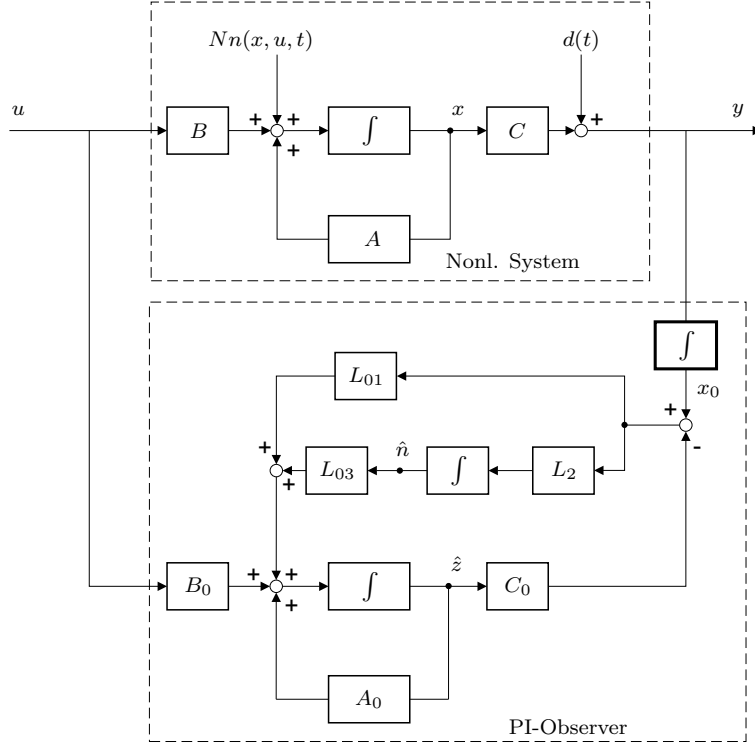 Nn(x, u, t)
d(t)
u
x
y
+
+
+
+
B
∫
C
A
Nonl. System
∫
x₀
+
-
L₀₁
+
+
L₀₃
n̂
∫
L₂
ẑ
+
+
+
B₀
∫
C₀
A₀
PI-Observer